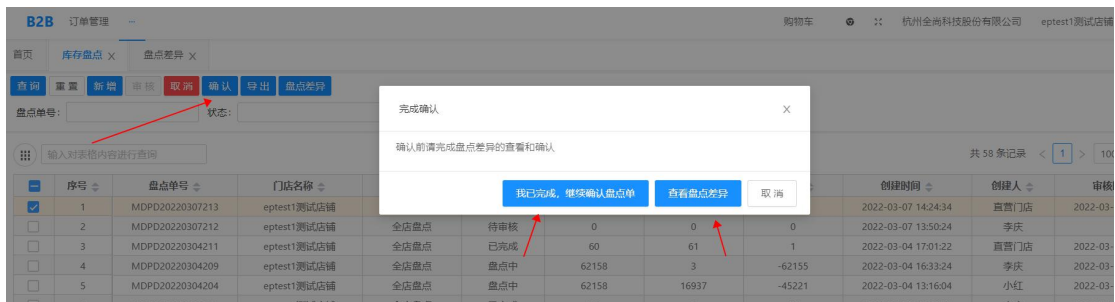 B2B 订单管理 ··· 购物车 杭州全尚科技股份有限公司 eptest1测试店铺
首页 库存盘点 × 盘点差异 ×
查询 重置 新增 审核 取消 确认 导出 盘点差异
盘点单号： 状态：
完成确认 ×
确认前请完成盘点差异的查看和确认
我已完成，继续确认盘点单 查看盘点差异 取消
输入对表格内容进行查询 共 58 条记录 < 1 > 100
序号 盘点单号 门店名称 创建时间 创建人 审核
1 MDPD20220307213 eptest1测试店铺 2022-03-07 14:24:34 直营门店 2022-03-
2 MDPD20220307212 eptest1测试店铺 全店盘点 待审核 0 0 0 2022-03-07 13:50:24 李庆
3 MDPD20220304211 eptest1测试店铺 全店盘点 已完成 60 61 1 2022-03-04 17:01:22 直营门店 2022-03-
4 MDPD20220304209 eptest1测试店铺 全店盘点 盘点中 62158 3 -62155 2022-03-04 16:33:24 李庆 2022-03-
5 MDPD20220304204 eptest1测试店铺 全店盘点 盘点中 62158 16937 -45221 2022-03-04 13:16:04 小红 2022-03-